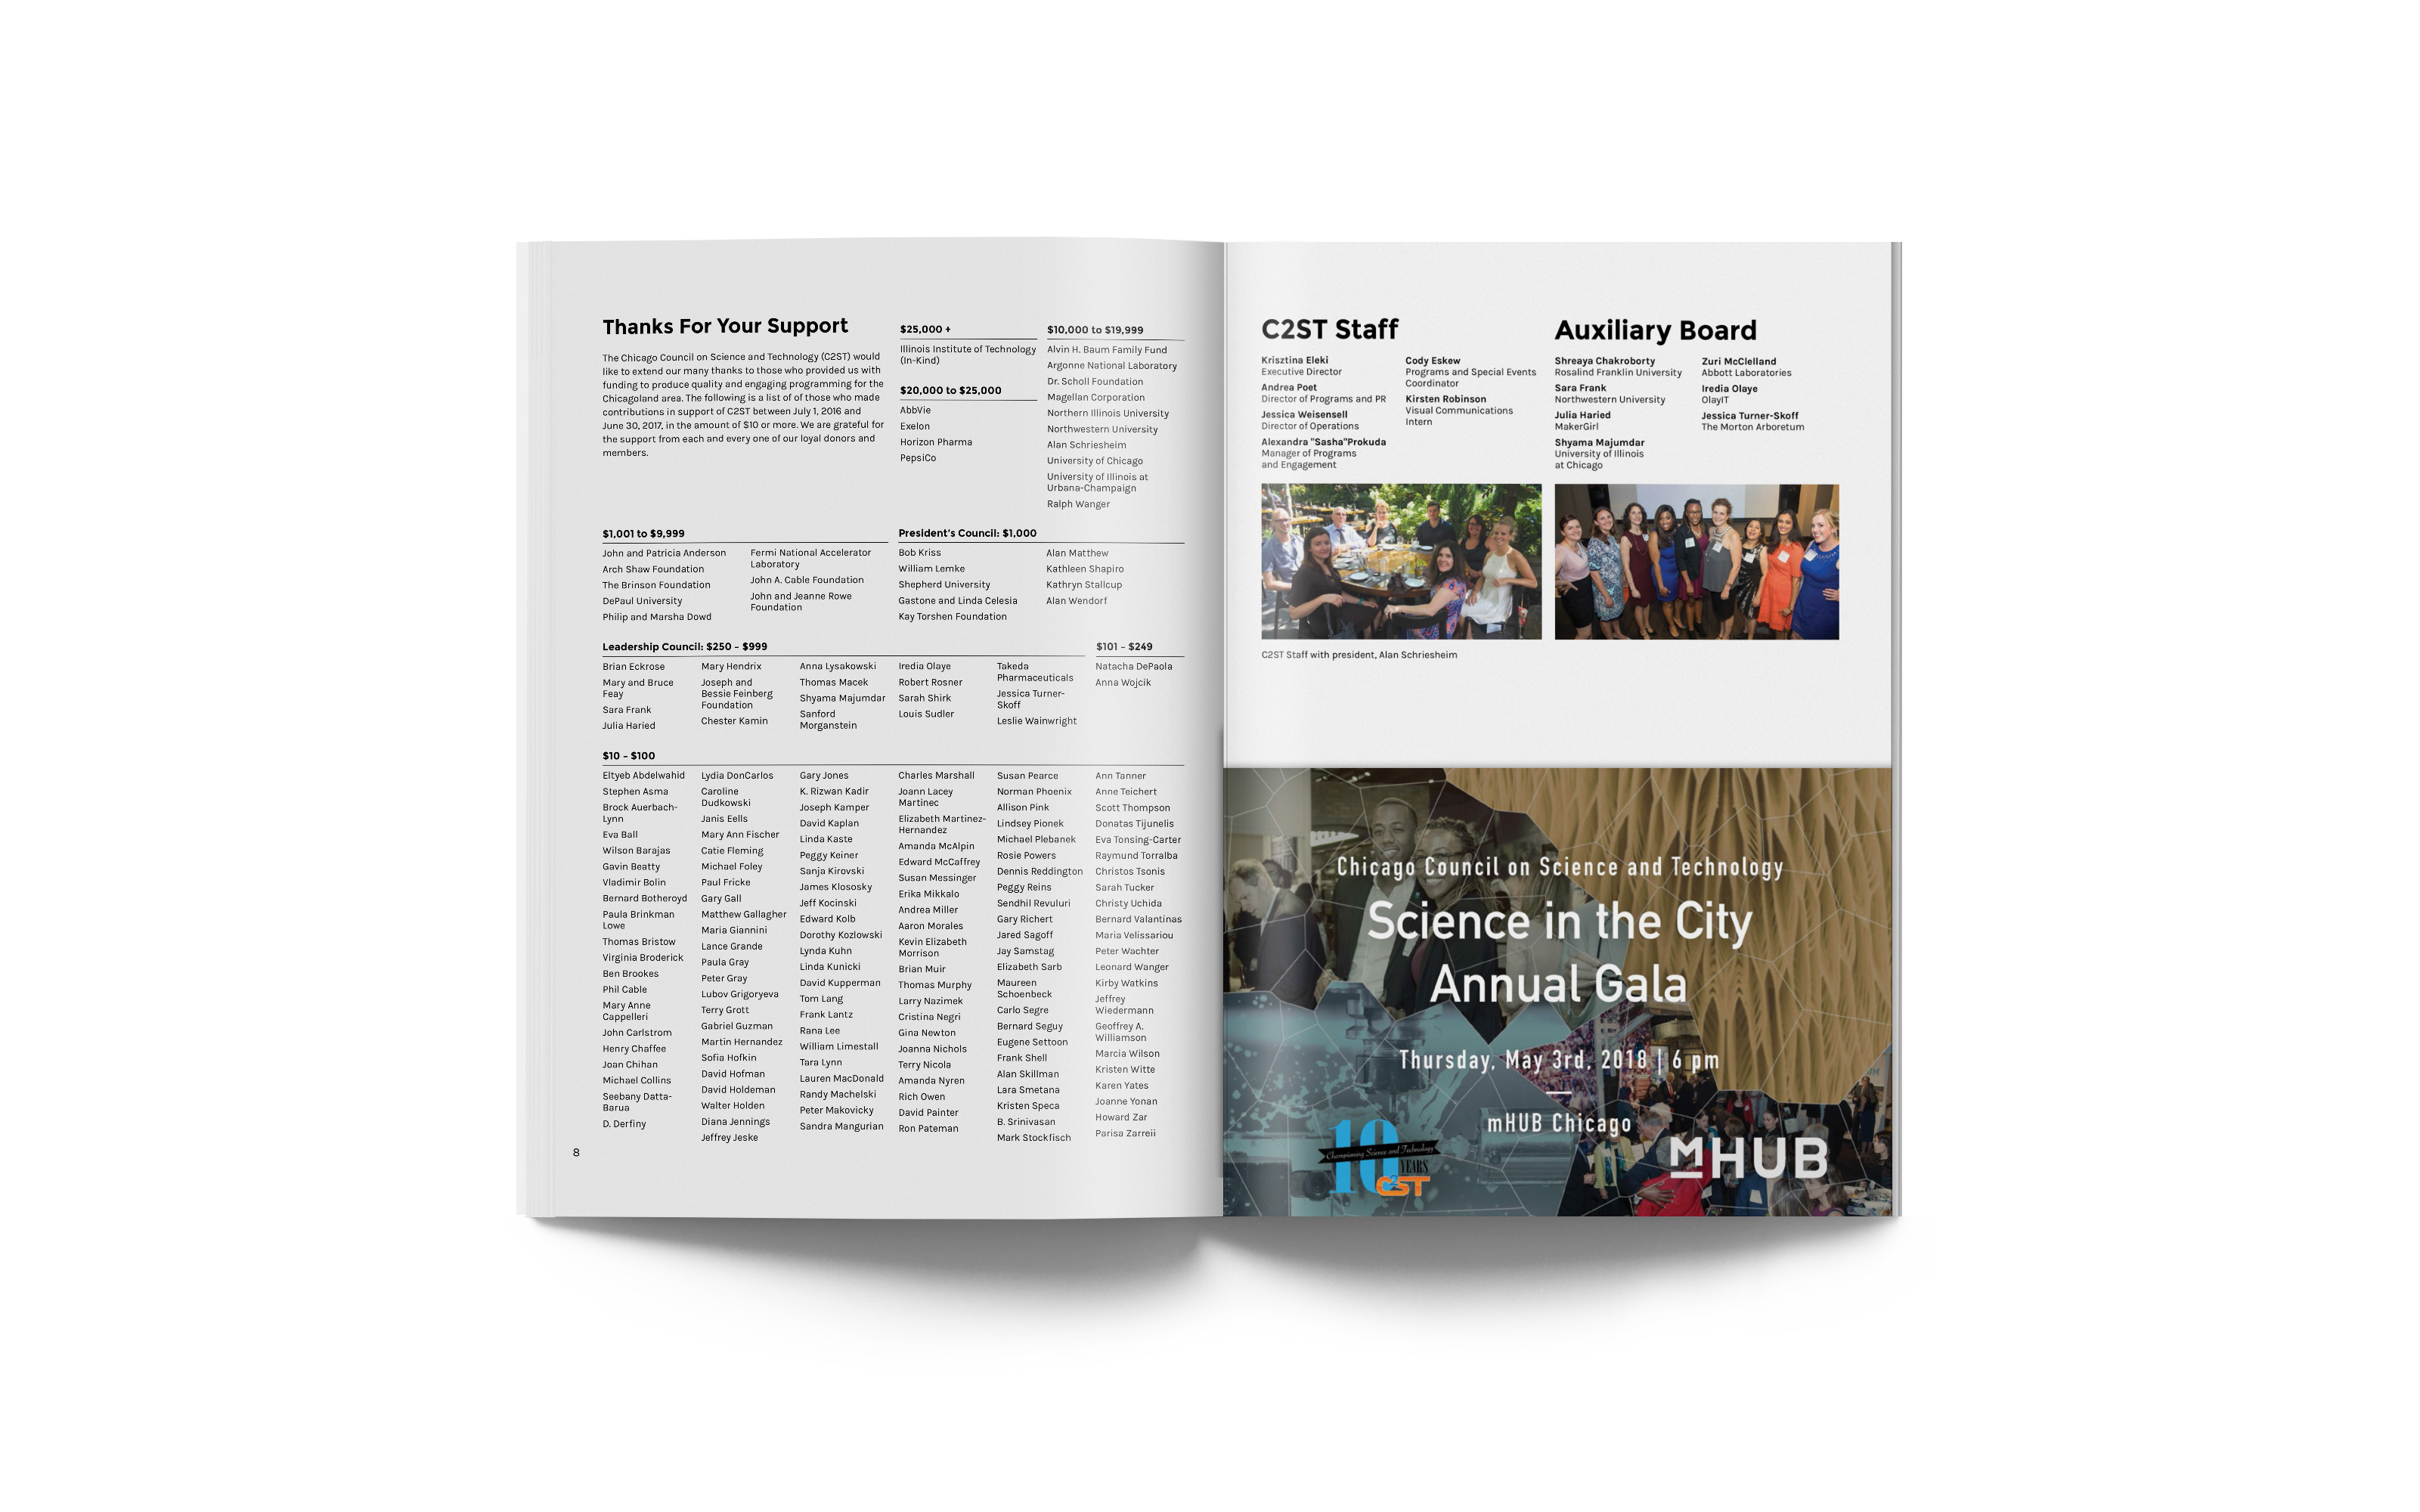 Thanks For Your Support
The Chicago Council on Science and Technology (C2ST) would
like to extend our many thanks to those who provided us with
funding to produce quality and engaging programming for the
Chicagoland area. The following is a list of of those who made
contributions in support of C2ST between July 1, 2016 and
June 30, 2017, in the amount of $10 or more. We are grateful for
the support from each and every one of our loyal donors and
members.
$25,000 +
Illinois Institute of Technology
(In-Kind)
$20,000 to $25,000
AbbVie
Exelon
Horizon Pharma
PepsiCo
$10,000 to $19,999
Alvin H. Baum Family Fund
Argonne National Laboratory
Dr. Scholl Foundation
Magellan Corporation
Northern Illinois University
Northwestern University
Alan Schriesheim
University of Chicago
University of Illinois at
Urbana-Champaign
Ralph Wanger
$1,001 to $9,999
John and Patricia Anderson
Arch Shaw Foundation
The Brinson Foundation
DePaul University
Philip and Marsha Dowd
Fermi National Accelerator
Laboratory
John A. Cable Foundation
John and Jeanne Rowe
Foundation
President's Council: $1,000
Bob Kriss
William Lemke
Shepherd University
Gastone and Linda Celesia
Kay Torshen Foundation
Alan Matthew
Kathleen Shapiro
Kathryn Stallcup
Alan Wendorf
Leadership Council: $250 - $999
Brian Eckrose
Mary and Bruce
Feay
Sara Frank
Julia Haried
Mary Hendrix
Joseph and
Bessie Feinberg
Foundation
Chester Kamin
Anna Lysakowski
Thomas Macek
Shyama Majumdar
Sanford
Morganstein
Iredia Olaye
Robert Rosner
Sarah Shirk
Louis Sudler
Takeda
Pharmaceuticals
Jessica Turner-
Skoff
Leslie Wainwright
$101 - $249
Natacha DePaola
Anna Wojcik
$10 - $100
Eltyeb Abdelwahid
Stephen Asma
Brock Auerbach-
Lynn
Eva Ball
Wilson Barajas
Gavin Beatty
Vladimir Bolin
Bernard Botheroyd
Paula Brinkman
Lowe
Thomas Bristow
Virginia Broderick
Ben Brookes
Phil Cable
Mary Anne
Cappelleri
John Carlstrom
Henry Chaffee
Joan Chihan
Michael Collins
Seebany Datta-
Barua
D. Derfiny
Lydia DonCarlos
Caroline
Dudkowski
Janis Eells
Mary Ann Fischer
Catie Fleming
Michael Foley
Paul Fricke
Gary Gall
Matthew Gallagher
Maria Giannini
Lance Grande
Paula Gray
Peter Gray
Lubov Grigoryeva
Terry Grott
Gabriel Guzman
Martin Hernandez
Sofia Hofkin
David Hofman
David Holdeman
Walter Holden
Diana Jennings
Jeffrey Jeske
Gary Jones
K. Rizwan Kadir
Joseph Kamper
David Kaplan
Linda Kaste
Peggy Keiner
Sanja Kirovski
James Klososky
Jeff Kocinski
Edward Kolb
Dorothy Kozlowski
Lynda Kuhn
Linda Kunicki
David Kupperman
Tom Lang
Frank Lantz
Rana Lee
William Limestall
Tara Lynn
Lauren MacDonald
Randy Machelski
Peter Makovicky
Sandra Mangurian
Charles Marshall
Joann Lacey
Martinec
Elizabeth Martinez-
Hernandez
Amanda McAlpin
Edward McCaffrey
Susan Messinger
Erika Mikkalo
Andrea Miller
Aaron Morales
Kevin Elizabeth
Morrison
Brian Muir
Thomas Murphy
Larry Nazimek
Cristina Negri
Gina Newton
Joanna Nichols
Terry Nicola
Amanda Nyren
Rich Owen
David Painter
Ron Pateman
Susan Pearce
Norman Phoenix
Allison Pink
Lindsey Pionek
Michael Plebanek
Rosie Powers
Dennis Reddington
Peggy Reins
Sendhil Revuluri
Gary Richert
Jared Sagoff
Jay Samstag
Elizabeth Sarb
Maureen
Schoenbeck
Carlo Segre
Bernard Seguy
Eugene Settoon
Frank Shell
Alan Skillman
Lara Smetana
Kristen Speca
B. Srinivasan
Mark Stockfisch
Ann Tanner
Anne Teichert
Scott Thompson
Donatas Tijunelis
Eva Tonsing-Carter
Raymund Torralba
Christos Tsonis
Sarah Tucker
Christy Uchida
Bernard Valantinas
Maria Velissariou
Peter Wachter
Leonard Wanger
Kirby Watkins
Jeffrey
Wiedermann
Geoffrey A.
Williamson
Marcia Wilson
Kristen Witte
Karen Yates
Joanne Yonan
Howard Zar
Parisa Zarreii
8
C2ST Staff
Krisztina Eleki
Executive Director
Andrea Poet
Director of Programs and PR
Jessica Weisensell
Director of Operations
Alexandra "Sasha"Prokuda
Manager of Programs
and Engagement
Cody Eskew
Programs and Special Events
Coordinator
Kirsten Robinson
Visual Communications
Intern
C2ST Staff with president, Alan Schriesheim
Auxiliary Board
Shreaya Chakroborty
Rosalind Franklin University
Sara Frank
Northwestern University
Julia Haried
MakerGirl
Shyama Majumdar
University of Illinois
at Chicago
Zuri McClelland
Abbott Laboratories
Iredia Olaye
OlayIT
Jessica Turner-Skoff
The Morton Arboretum
Chicago Council on Science and Technology
Science in the City
Annual Gala
Thursday, May 3rd, 2018 | 6 pm
mHUB Chicago
10
Championing Science and Technology
YEARS
C2ST
mHUB